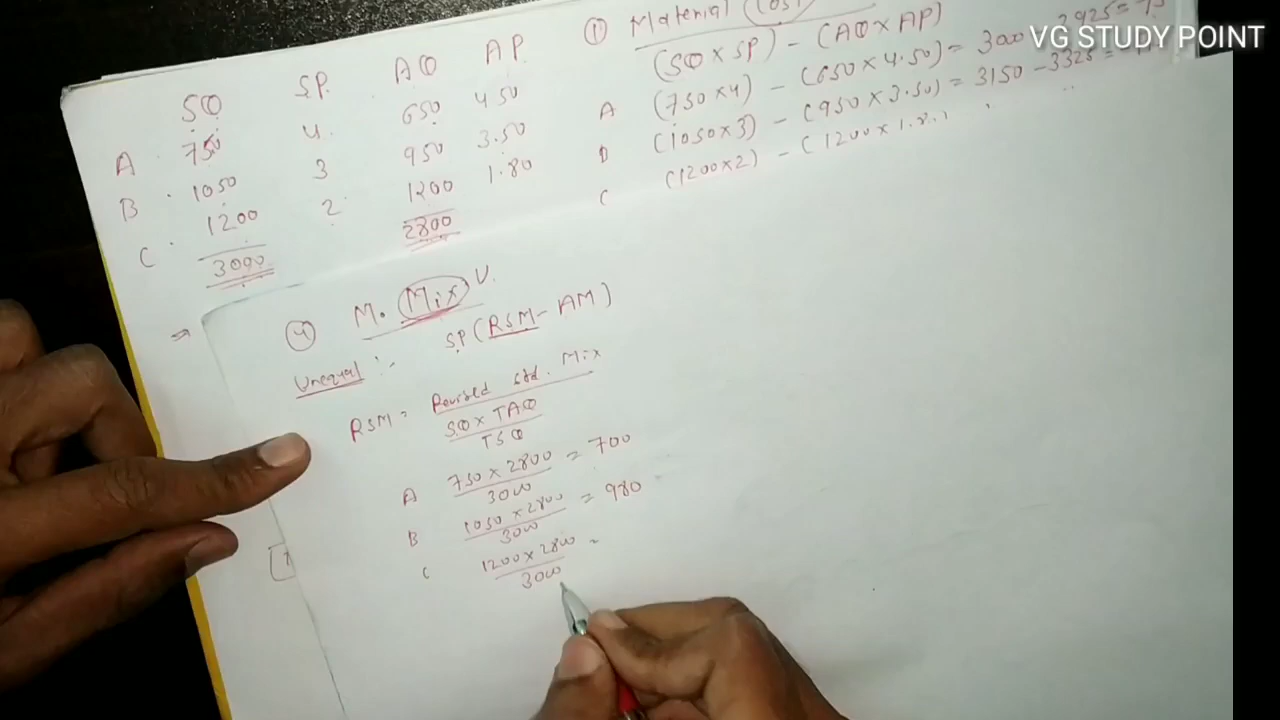 SQ SP. AQ AP
A 750 4 650 4.50
B 1050 3 950 3.50
C 1200 2 1200 1.80
3000 2800
① Material Cost
(SQ × SP) - (AQ × AP)
A (750 × 4) - (650 × 4.50) = 3000 2925 = 75
B (1050 × 3) - (950 × 3.50) = 3150 - 3325 =
C (1200 × 2) - (1200 × 1.8
VG STUDY POINT
④ M. Mix V.
Unequal :- SP (RSM - AM)
RSM = Revised Std. Mix
SQ × TAQ
TSQ
A 750 × 2800 = 700
3000
B 1050 × 2800 = 980
3000
C 1200 × 2800 =
3000